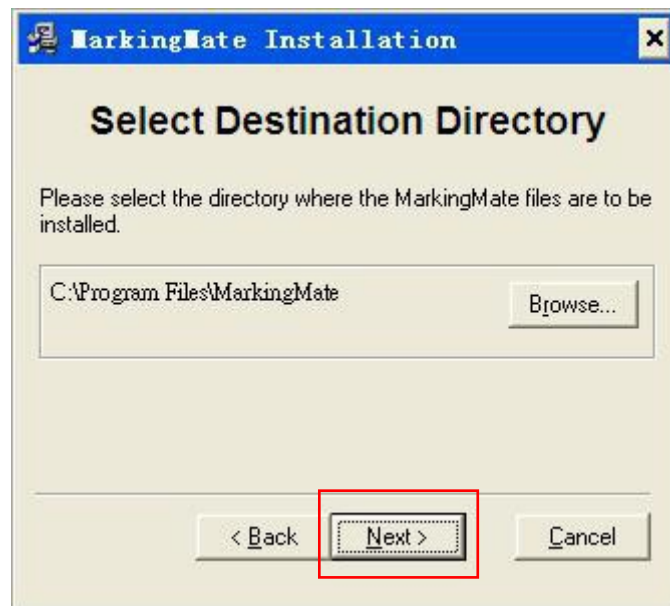 MarkingMate Installation
Select Destination Directory
Please select the directory where the MarkingMate files are to be
installed.
C:\Program Files\MarkingMate
Browse...
< Back
Next >
Cancel